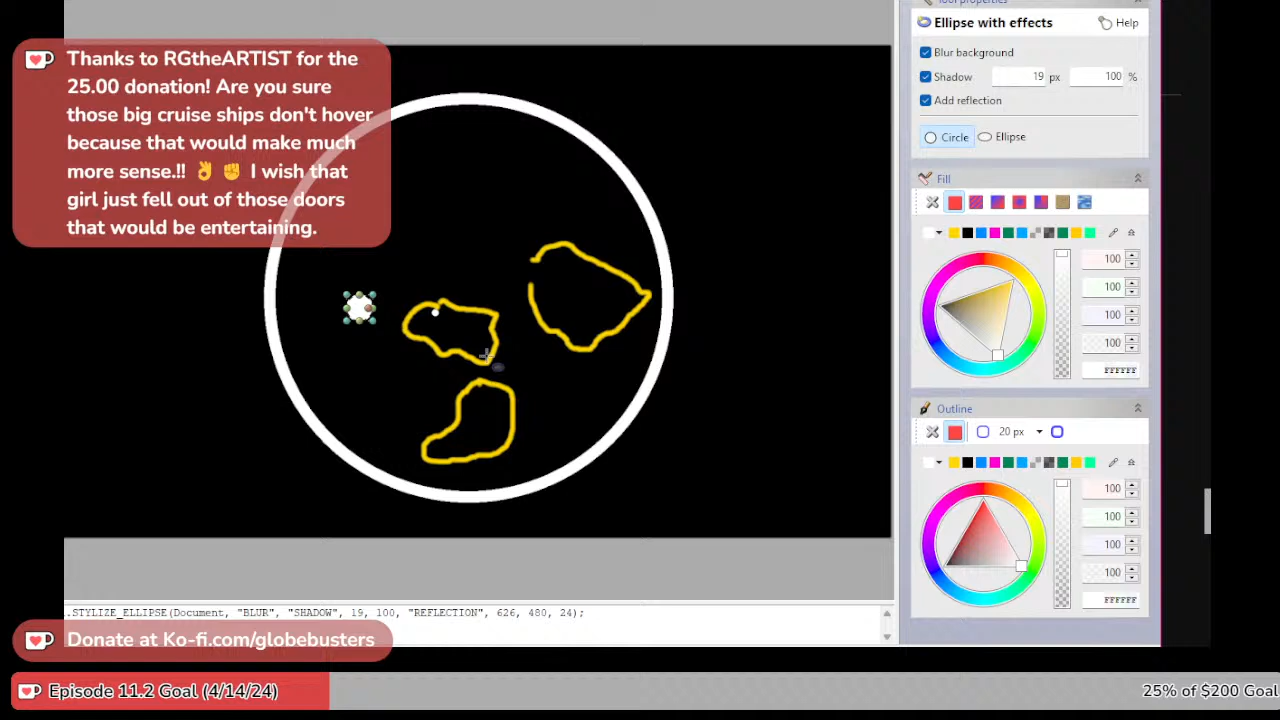 Tool properties
Ellipse with effects
Help
Blur background
Shadow 19 px 100 %
Add reflection
Circle Ellipse
Fill
100
100
100
100
FFFFFF
Outline
20 px
100
100
100
100
FFFFFF
Thanks to RGtheARTIST for the
25.00 donation! Are you sure
those big cruise ships don't hover
because that would make much
more sense.!! 👌 ✊ I wish that
girl just fell out of those doors
that would be entertaining.
..STYLIZE_ELLIPSE(Document, "BLUR", "SHADOW", 19, 100, "REFLECTION", 626, 480, 24);
Donate at Ko-fi.com/globebusters
Episode 11.2 Goal (4/14/24)
25% of $200 Goal